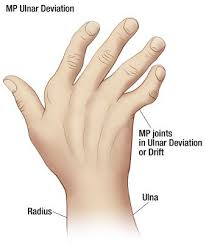 MP Ulnar Deviation
MP joints
in Ulnar Deviation
or Drift
Ulna
Radius